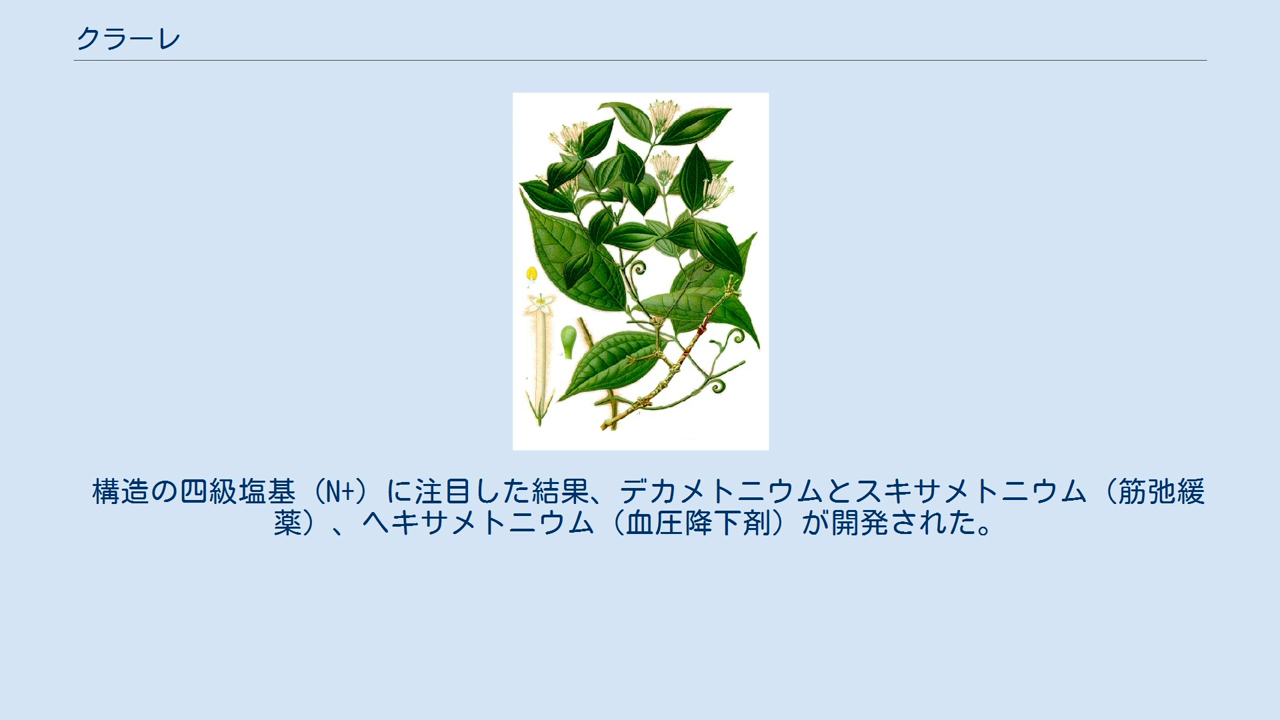 クラーレ
構造の四級塩基（N+）に注目した結果、デカメトニウムとスキサメトニウム（筋弛緩
薬）、ヘキサメトニウム（血圧降下剤）が開発された。